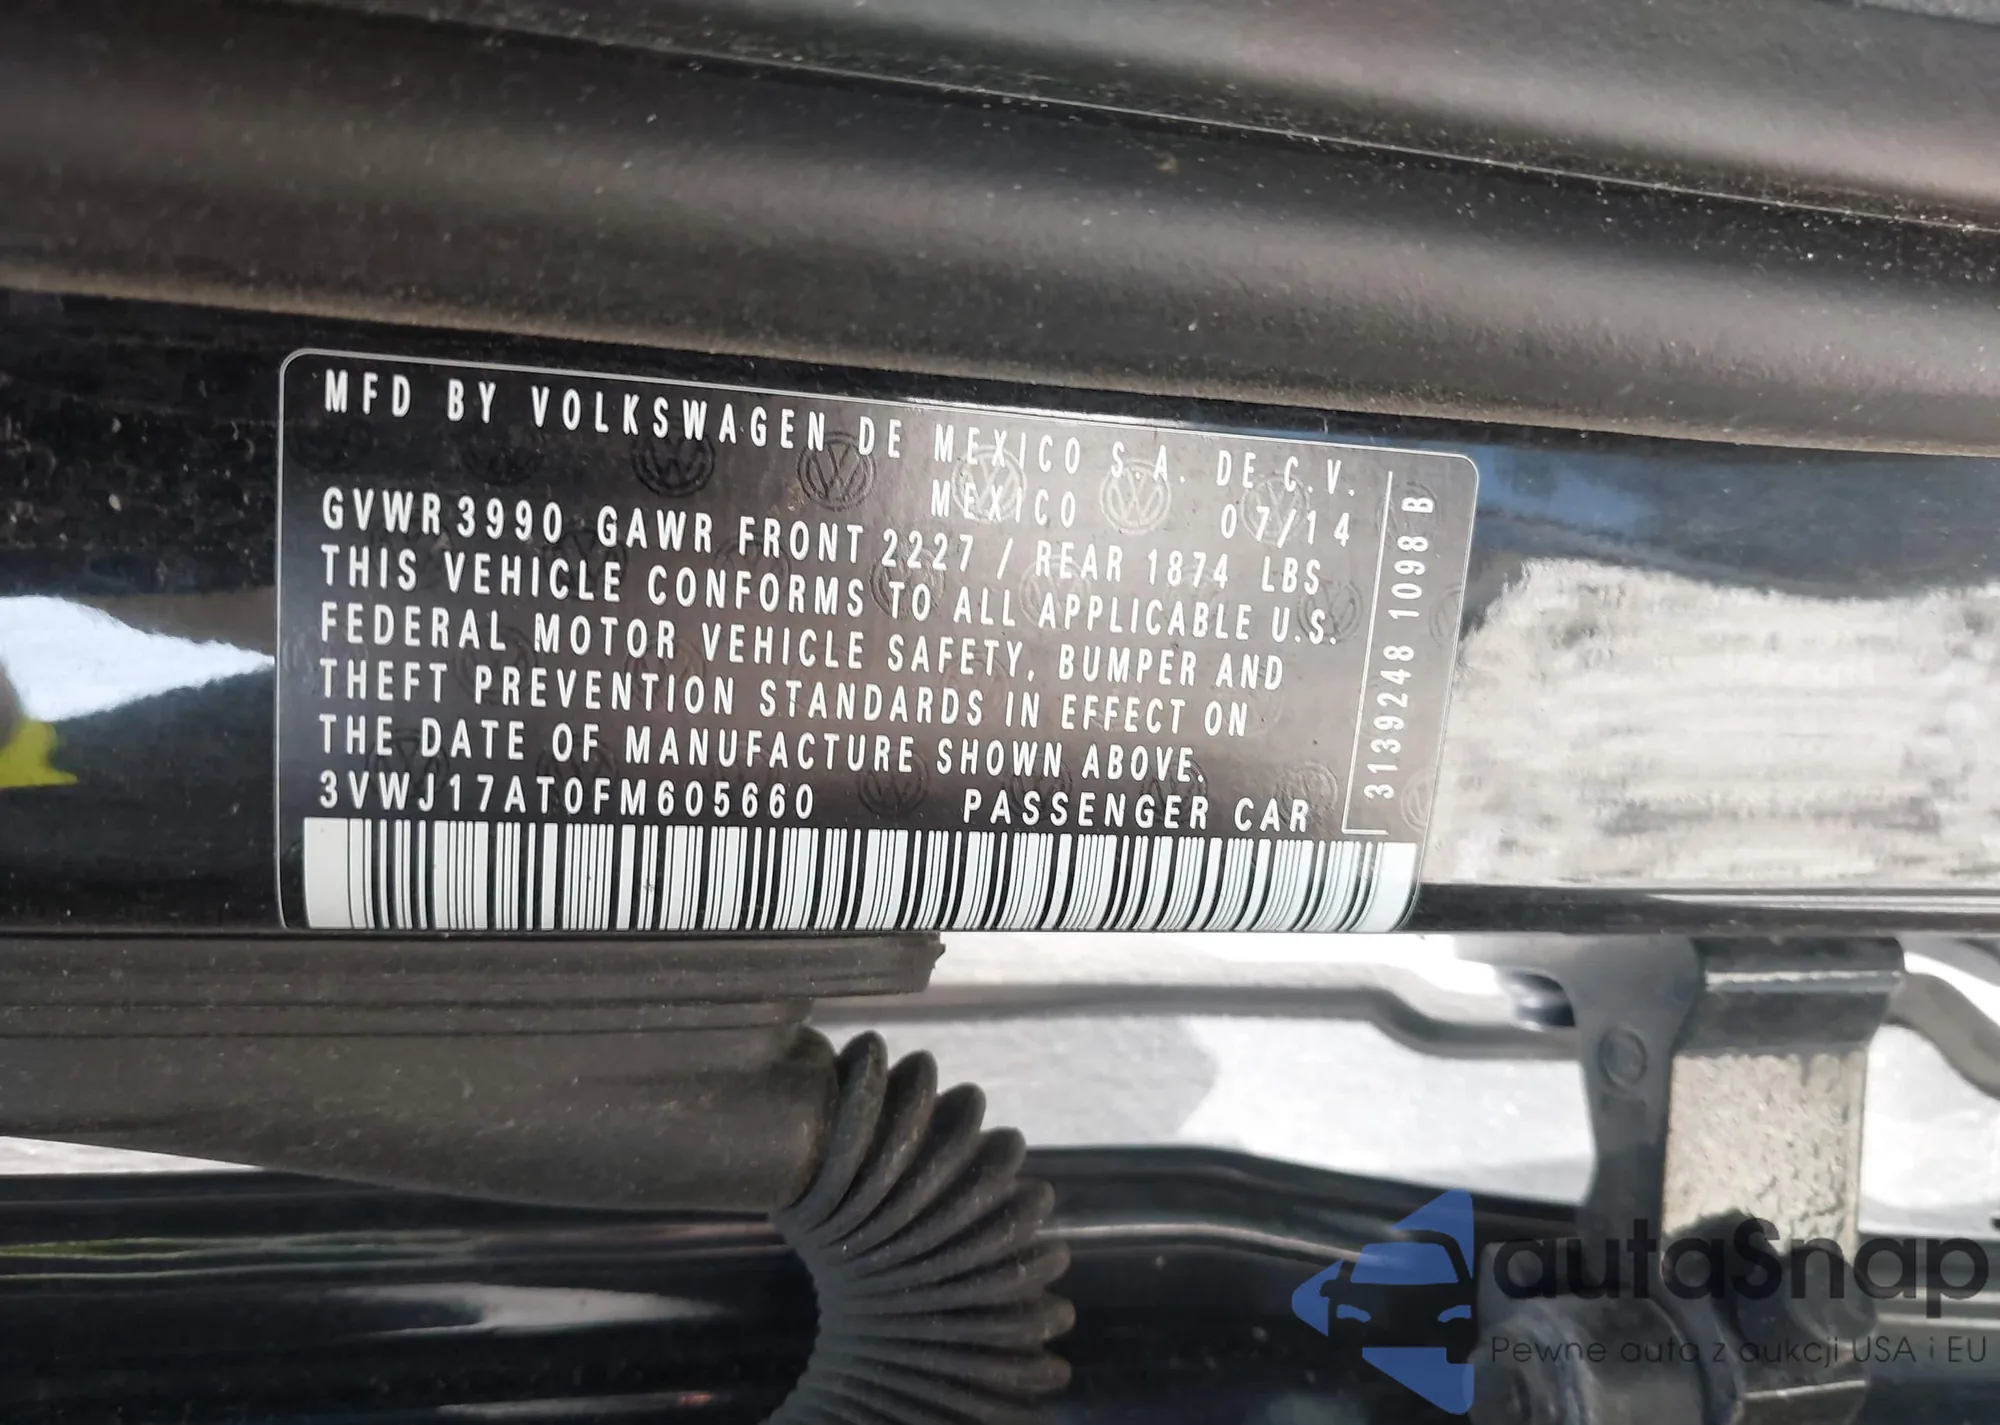 MFD BY VOLKSWAGEN DE MEXICO S.A. DE C.V.
MEXICO 07/14
GVWR 3990 GAWR FRONT 2227 / REAR 1874 LBS
THIS VEHICLE CONFORMS TO ALL APPLICABLE U.S.
FEDERAL MOTOR VEHICLE SAFETY, BUMPER AND
THEFT PREVENTION STANDARDS IN EFFECT ON
THE DATE OF MANUFACTURE SHOWN ABOVE.
3VWJ17AT0FM605660 PASSENGER CAR
3139248 1098 B
autaSnap
Pewne auta z aukcji USA i EU